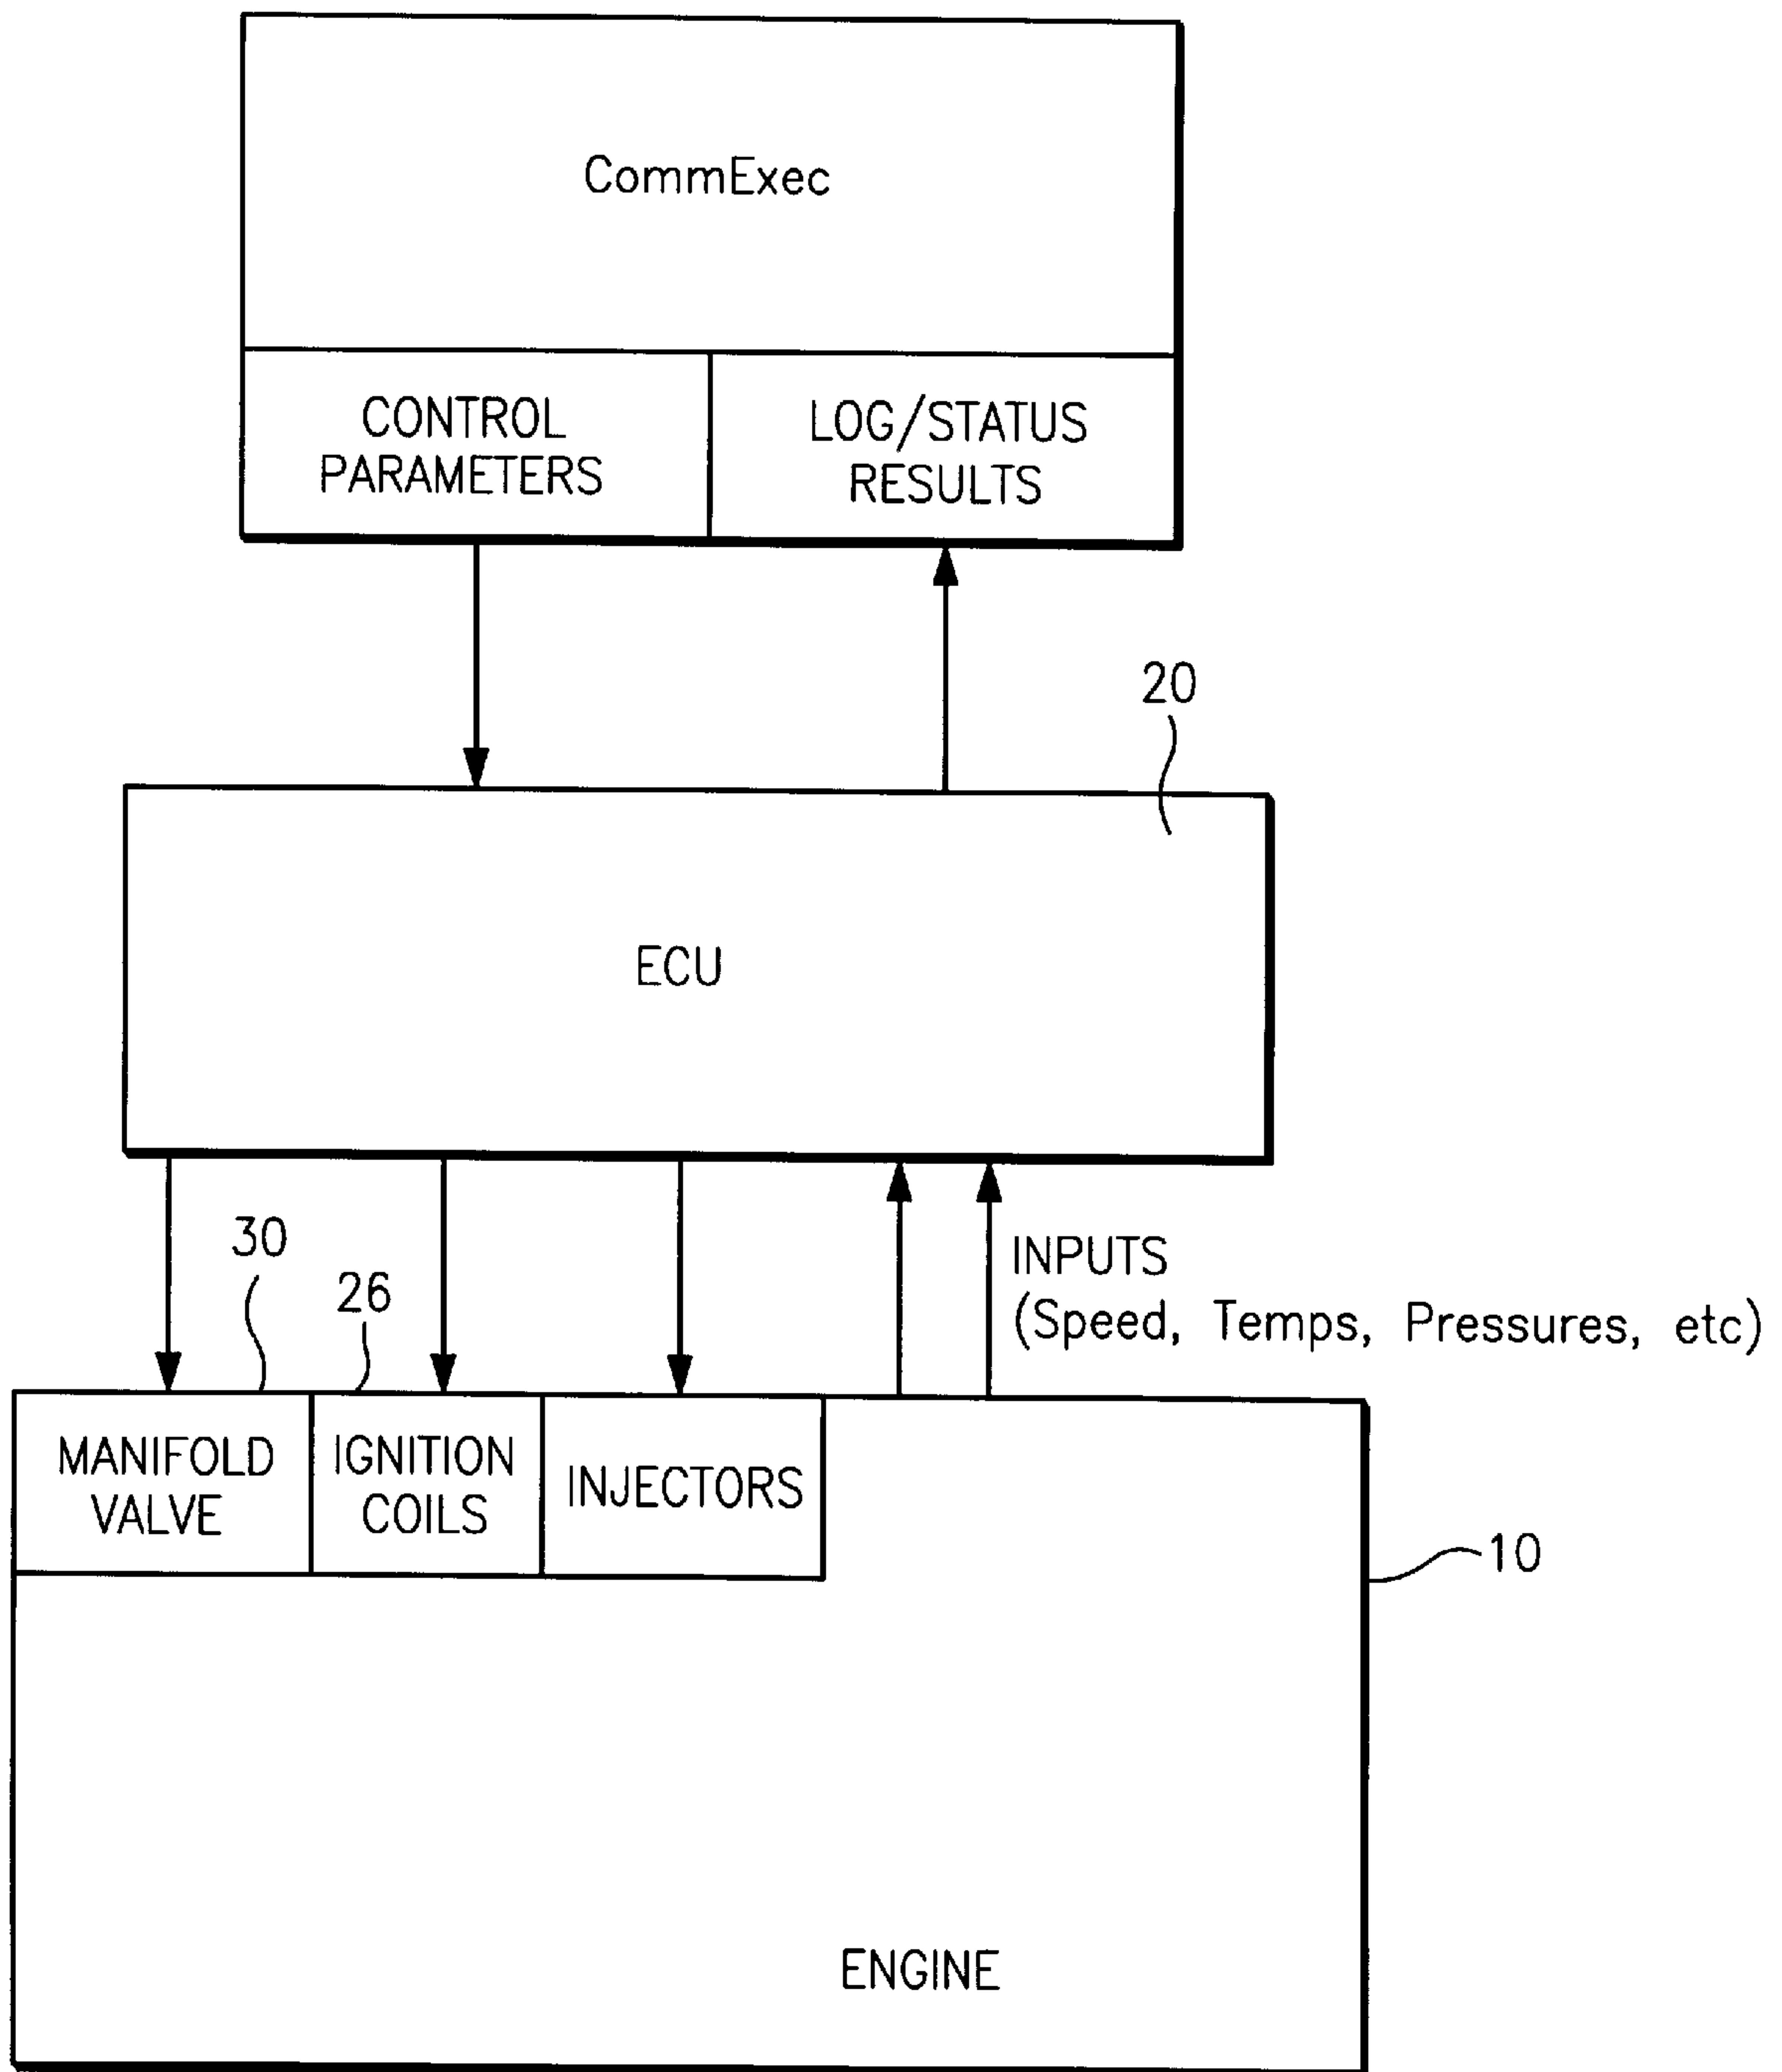 CommExec
CONTROL
PARAMETERS
LOG/STATUS
RESULTS
20
ECU
30
26
INPUTS
(Speed, Temps, Pressures, etc)
MANIFOLD
VALVE
IGNITION
COILS
INJECTORS
10
ENGINE